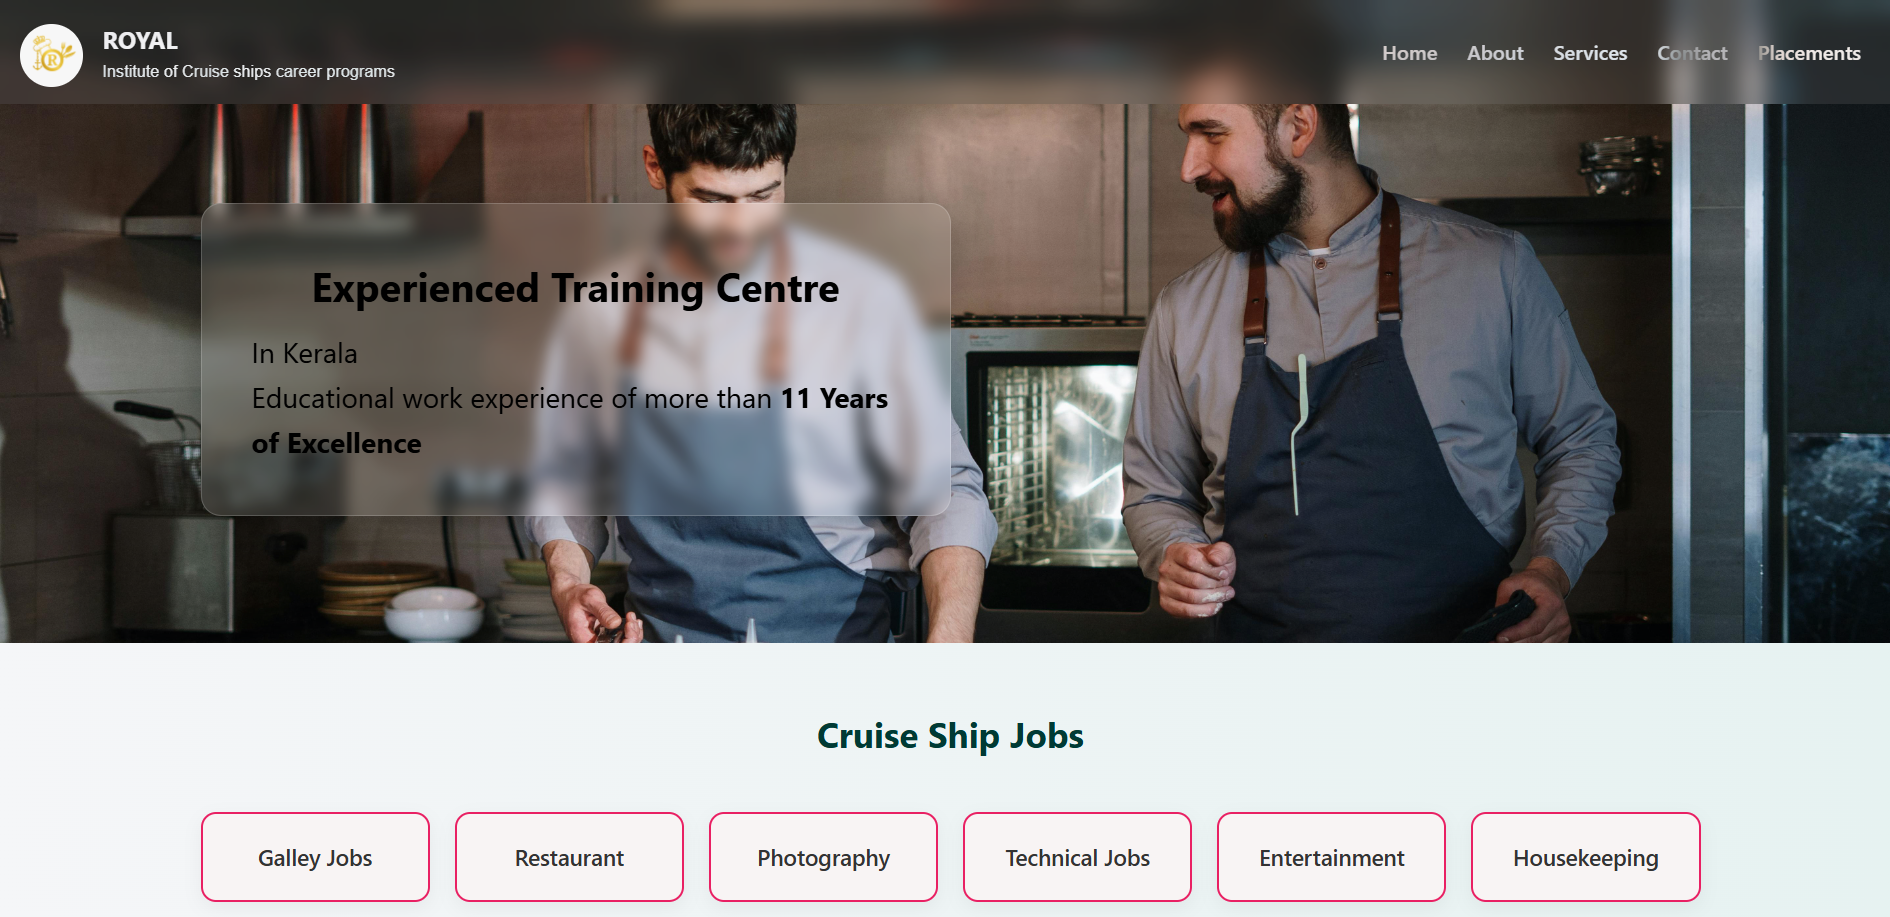 ROYAL
Institute of Cruise ships career programs
Home About Services Contact Placements
Experienced Training Centre
In Kerala
Educational work experience of more than 11 Years
of Excellence
Cruise Ship Jobs
Galley Jobs Restaurant Photography Technical Jobs Entertainment Housekeeping